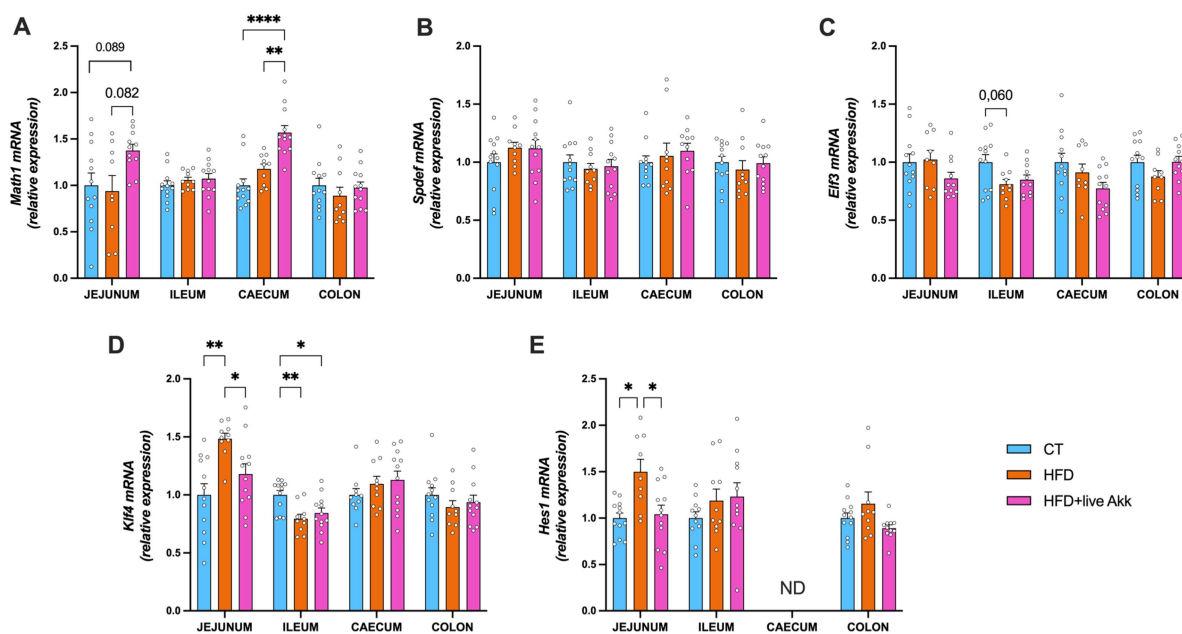 A
Math1 mRNA
(relative expression)
2.5
2.0
1.5
1.0
0.5
0.0
0.089
0.082
****
**
JEJUNUM ILEUM CAECUM COLON
B
Spdef mRNA
(relative expression)
2.0
1.5
1.0
0.5
0.0
JEJUNUM ILEUM CAECUM COLON
C
Elf3 mRNA
(relative expression)
2.0
1.5
1.0
0.5
0.0
0,060
JEJUNUM ILEUM CAECUM COLON
D
Klf4 mRNA
(relative expression)
2.0
1.5
1.0
0.5
0.0
**
*
*
**
JEJUNUM ILEUM CAECUM COLON
E
Hes1 mRNA
(relative expression)
2.5
2.0
1.5
1.0
0.5
0.0
* *
ND
JEJUNUM ILEUM CAECUM COLON
CT
HFD
HFD+live Akk